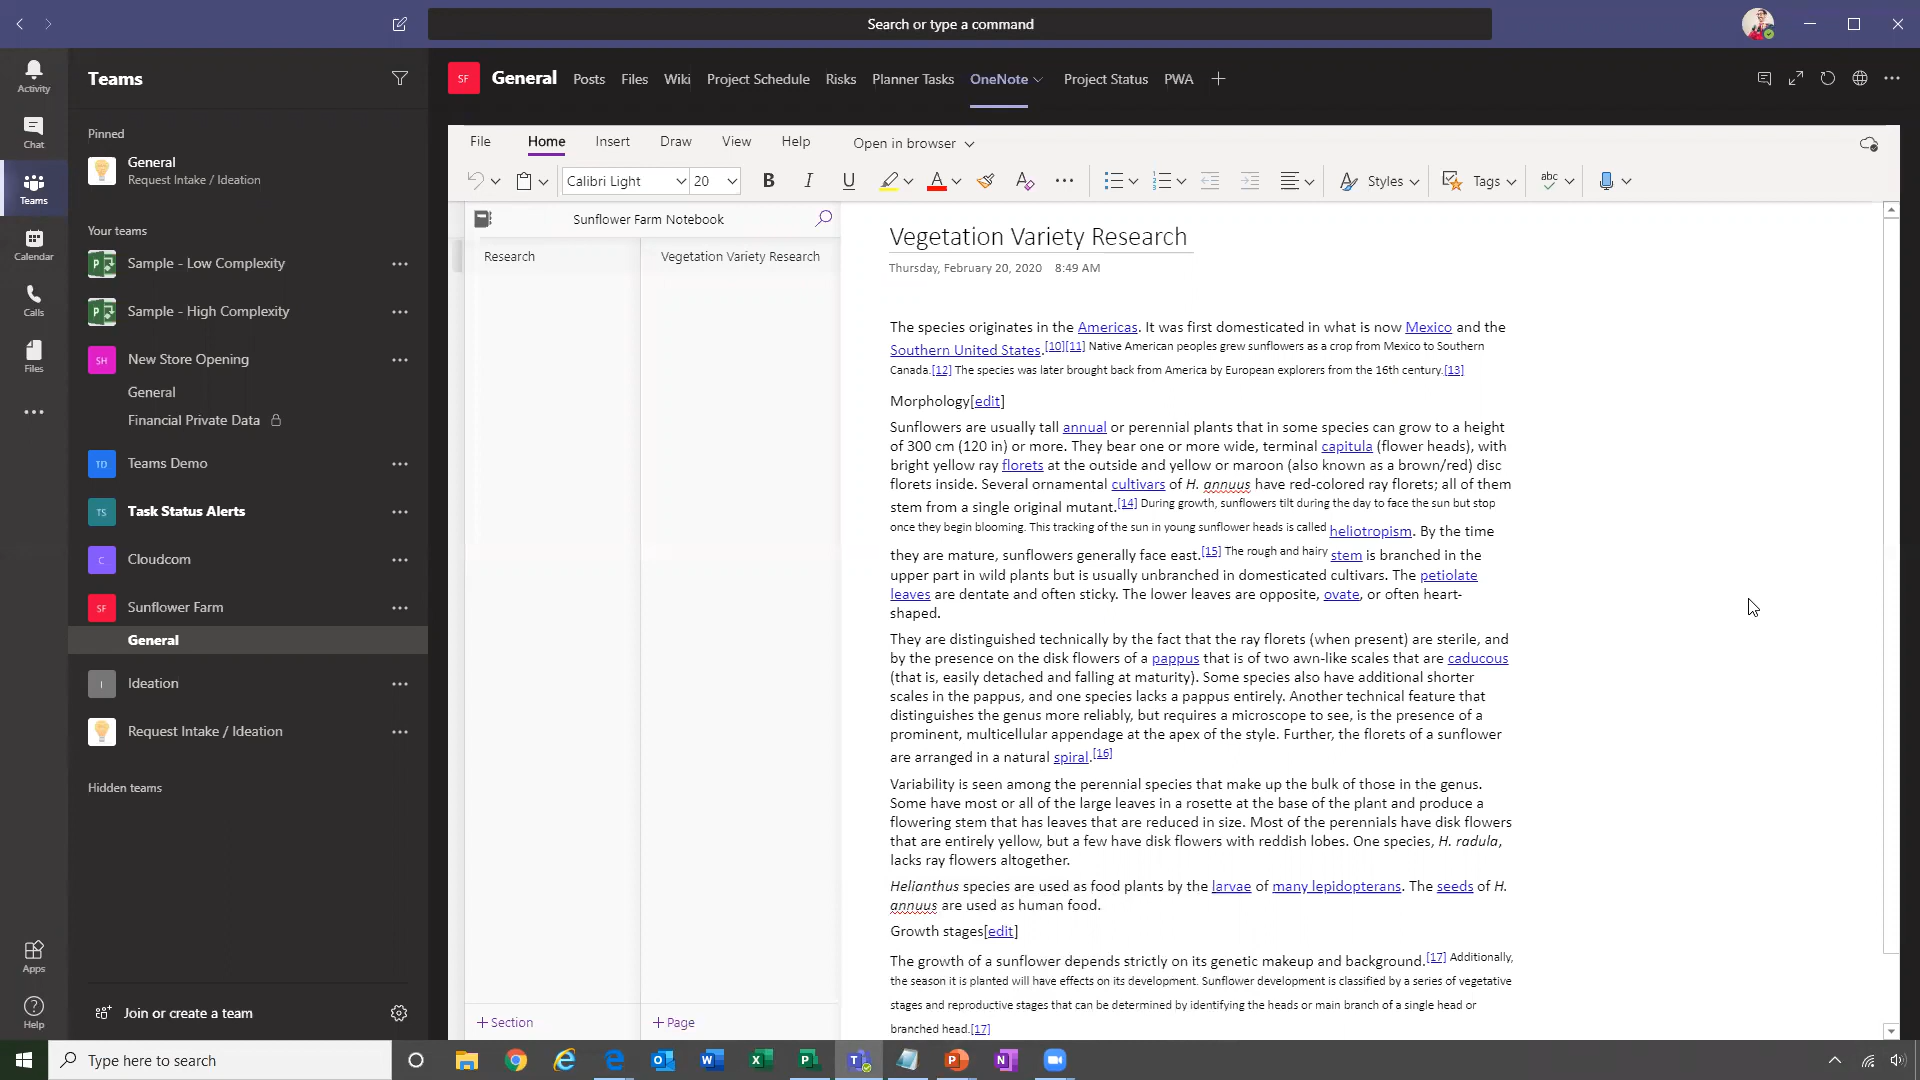 Search or type a command
Activity
Chat
Teams
Calendar
Calls
Files
Apps
Help
Teams
Pinned
General
Request Intake / Ideation
Your teams
Sample - Low Complexity
Sample - High Complexity
SH New Store Opening
General
Financial Private Data
TD Teams Demo
TS Task Status Alerts
C Cloudcom
SF Sunflower Farm
General
I Ideation
Request Intake / Ideation
Hidden teams
Join or create a team
SF General Posts Files Wiki Project Schedule Risks Planner Tasks OneNote Project Status PWA
File Home Insert Draw View Help Open in browser
Calibri Light 20 B I U A A Styles Tags abc
Sunflower Farm Notebook
Research
Vegetation Variety Research
+ Section
+ Page
Vegetation Variety Research
Thursday, February 20, 2020 8:49 AM
The species originates in the Americas. It was first domesticated in what is now Mexico and the
Southern United States.[10][11] Native American peoples grew sunflowers as a crop from Mexico to Southern
Canada.[12] The species was later brought back from America by European explorers from the 16th century.[13]
Morphology[edit]
Sunflowers are usually tall annual or perennial plants that in some species can grow to a height
of 300 cm (120 in) or more. They bear one or more wide, terminal capitula (flower heads), with
bright yellow ray florets at the outside and yellow or maroon (also known as a brown/red) disc
florets inside. Several ornamental cultivars of H. annuus have red-colored ray florets; all of them
stem from a single original mutant.[14] During growth, sunflowers tilt during the day to face the sun but stop
once they begin blooming. This tracking of the sun in young sunflower heads is called heliotropism. By the time
they are mature, sunflowers generally face east.[15] The rough and hairy stem is branched in the
upper part in wild plants but is usually unbranched in domesticated cultivars. The petiolate
leaves are dentate and often sticky. The lower leaves are opposite, ovate, or often heart-
shaped.
They are distinguished technically by the fact that the ray florets (when present) are sterile, and
by the presence on the disk flowers of a pappus that is of two awn-like scales that are caducous
(that is, easily detached and falling at maturity). Some species also have additional shorter
scales in the pappus, and one species lacks a pappus entirely. Another technical feature that
distinguishes the genus more reliably, but requires a microscope to see, is the presence of a
prominent, multicellular appendage at the apex of the style. Further, the florets of a sunflower
are arranged in a natural spiral.[16]
Variability is seen among the perennial species that make up the bulk of those in the genus.
Some have most or all of the large leaves in a rosette at the base of the plant and produce a
flowering stem that has leaves that are reduced in size. Most of the perennials have disk flowers
that are entirely yellow, but a few have disk flowers with reddish lobes. One species, H. radula,
lacks ray flowers altogether.
Helianthus species are used as food plants by the larvae of many lepidopterans. The seeds of H.
annuus are used as human food.
Growth stages[edit]
The growth of a sunflower depends strictly on its genetic makeup and background.[17] Additionally,
the season it is planted will have effects on its development. Sunflower development is classified by a series of vegetative
stages and reproductive stages that can be determined by identifying the heads or main branch of a single head or
branched head.[17]
Type here to search